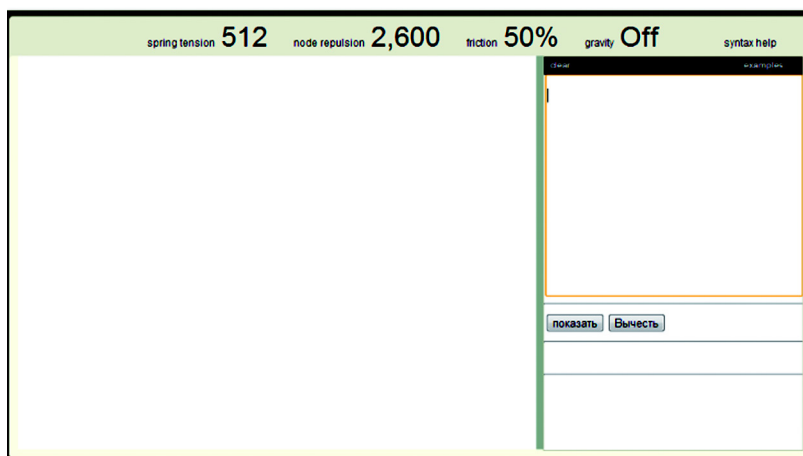 spring tension 512 node repulsion 2,600 friction 50% gravity Off syntax help
clear examples
показать Вычесть